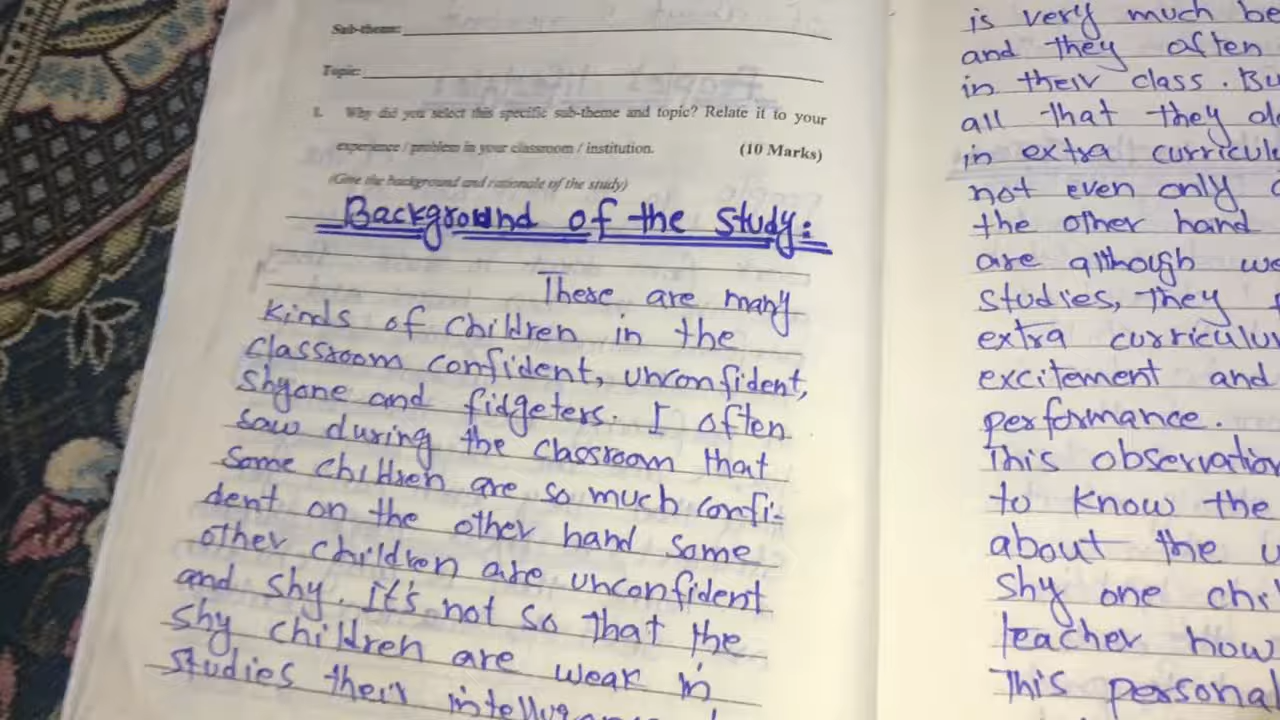 Sub-theme:
Topic:
1. Why did you select this specific sub-theme and topic? Relate it to your
experience / problem in your classroom / institution. (10 Marks)
(Give the background and rationale of the study)
Background of the Study:
These are many
kinds of children in the
classroom confident, unconfident,
shyone and fidgeters. I often
saw during the classroom that
some children are so much confi-
dent on the other hand some
other children are unconfident
and shy. It's not so that the
shy children are weak in
studies their
is very much be
and they often
in their class. Bu
all that they
in extra
not even only
the other hand
are although
studies, they
extra
excitement and
performance.
This observation
to know the
about the
shy one
teacher how
This personal